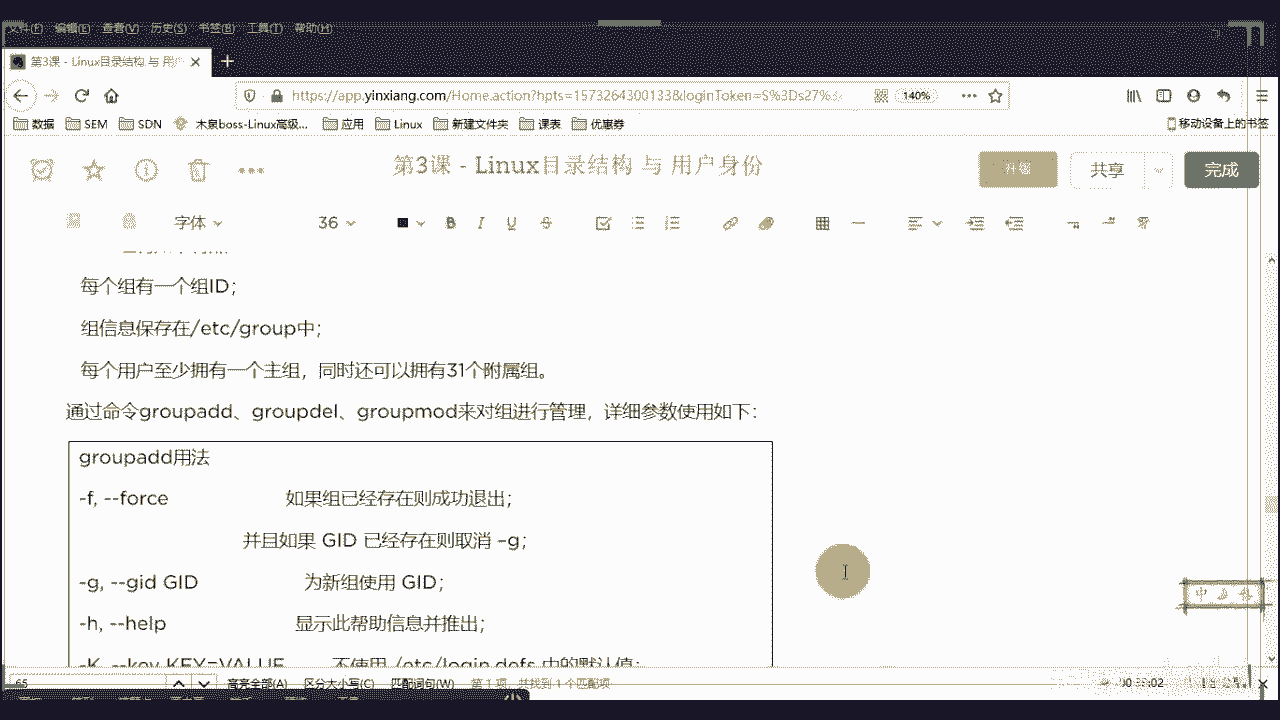 文件(F) 编辑(E) 查看(V) 历史(S) 书签(B) 工具(T) 帮助(H)
第3课 - Linux目录结构 与 用户
https://app.yinxiang.com/Home.action?hpts=1573264300133&loginToken=S%3Ds27%3
140%
数据 SEM SDN 木泉boss-Linux高级... 应用 Linux 新建文件夹 课表 优惠券 移动设备上的书签
第3课 - Linux目录结构 与 用户身份
升级 共享 完成
字体 36 B I U S
每个组有一个组ID；
组信息保存在/etc/group中；
每个用户至少拥有一个主组，同时还可以拥有31个附属组。
通过命令groupadd、groupdel、groupmod来对组进行管理，详细参数使用如下：
groupadd用法
-f, --force 如果组已经存在则成功退出；
并且如果 GID 已经存在则取消 –g；
-g, --gid GID 为新组使用 GID；
-h, --help 显示此帮助信息并推出；
-K, --key KEY=VALUE 不使用 /etc/login.defs 中的默认值；
65 高亮全部(A) 区分大小写(C) 匹配词句(W) 第 1 项，共找到 1 个匹配项